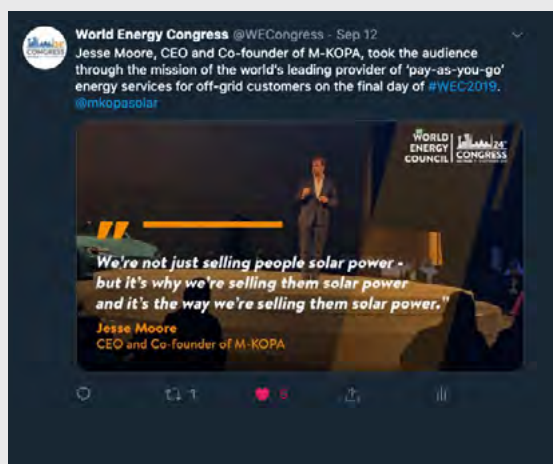 World Energy Congress @WECongress · Sep 12
Jesse Moore, CEO and Co-founder of M-KOPA, took the audience
through the mission of the world's leading provider of 'pay-as-you-go'
energy services for off-grid customers on the final day of #WEC2019.
@mkopasolar
WORLD
ENERGY
COUNCIL
24th
CONGRESS
"
We're not just selling people solar power -
but it's why we're selling them solar power
and it's the way we're selling them solar power."
Jesse Moore
CEO and Co-founder of M-KOPA